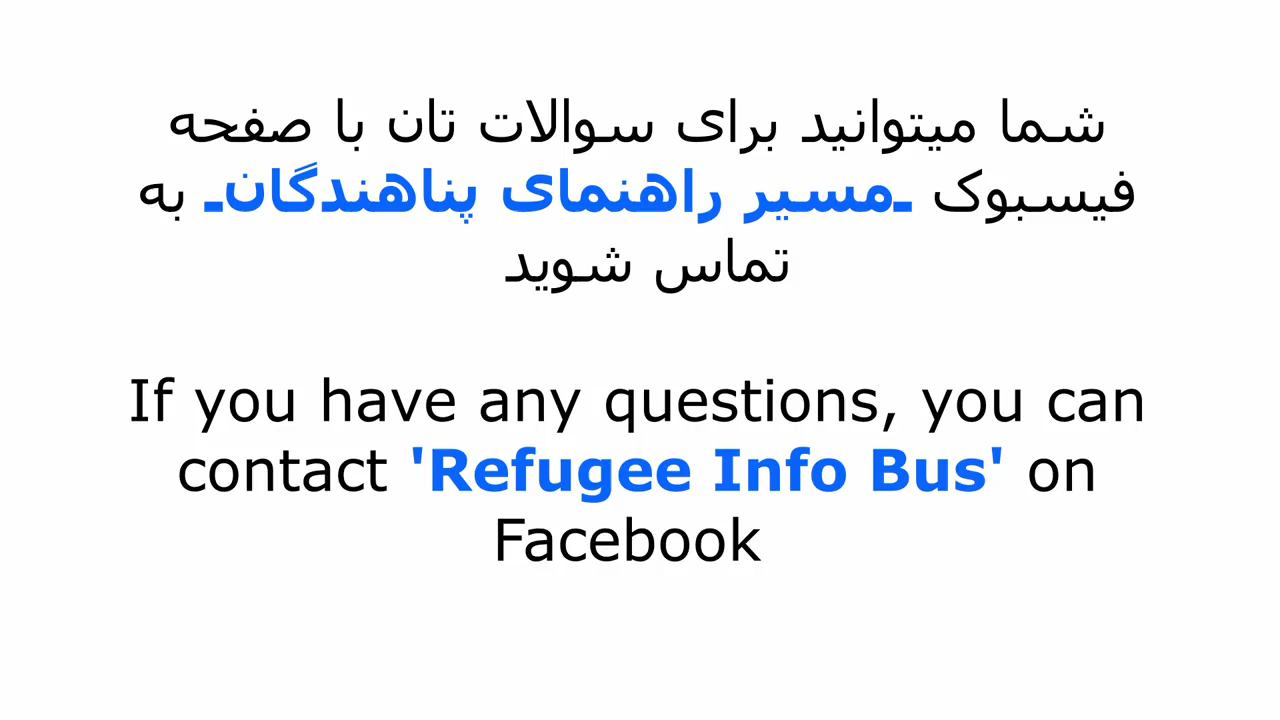 شما میتوانید برای سوالات تان با صفحه
فیسبوک ـمسیر راهنمای پناهندگان‌ـ به
تماس شوید
If you have any questions, you can
contact 'Refugee Info Bus' on
Facebook